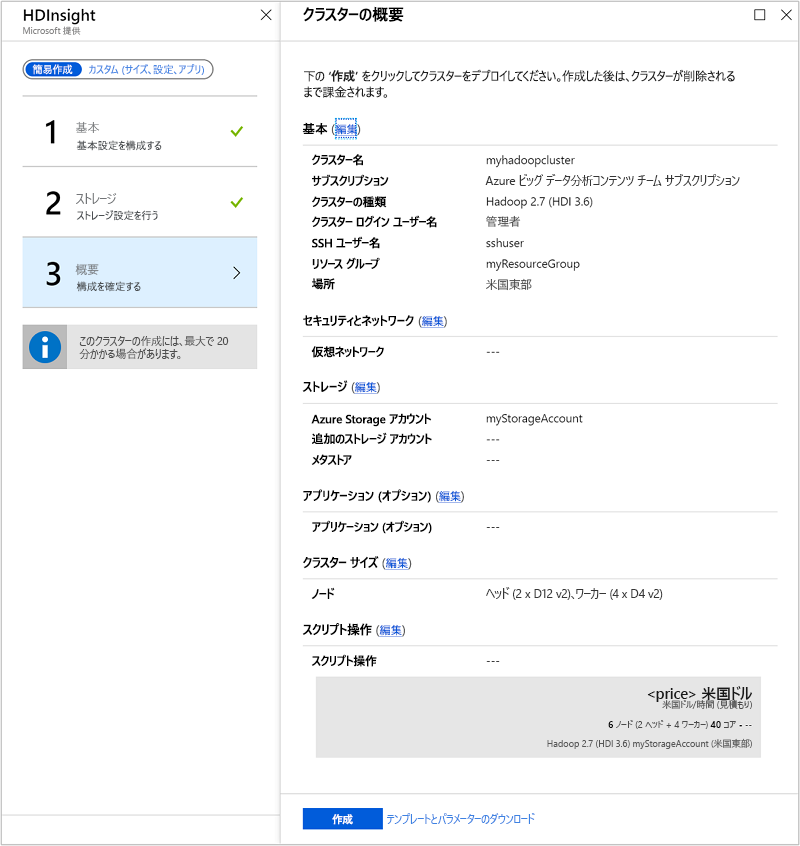 HDInsight
Microsoft 提供
簡易作成 カスタム (サイズ、設定、アプリ)
1 基本
基本設定を構成する
2 ストレージ
ストレージ設定を行う
3 概要
構成を確定する
このクラスターの作成には、最大で 20
分かかる場合があります。
クラスターの概要
下の '作成' をクリックしてクラスターをデプロイしてください。作成した後は、クラスターが削除される
まで課金されます。
基本 (編集)
クラスター名 myhadoopcluster
サブスクリプション Azure ビッグ データ分析コンテンツ チーム サブスクリプション
クラスターの種類 Hadoop 2.7 (HDI 3.6)
クラスター ログイン ユーザー名 管理者
SSH ユーザー名 sshuser
リソース グループ myResourceGroup
場所 米国東部
セキュリティとネットワーク (編集)
仮想ネットワーク ---
ストレージ (編集)
Azure Storage アカウント myStorageAccount
追加のストレージ アカウント ---
メタストア ---
アプリケーション (オプション) (編集)
アプリケーション (オプション) ---
クラスター サイズ (編集)
ノード ヘッド (2 x D12 v2)、ワーカー (4 x D4 v2)
スクリプト操作 (編集)
スクリプト操作 ---
<price> 米国ドル
米国ドル/時間 (見積もり)
6 ノード (2 ヘッド + 4 ワーカー) 40 コア - --
Hadoop 2.7 (HDI 3.6) myStorageAccount (米国東部)
作成 テンプレートとパラメーターのダウンロード